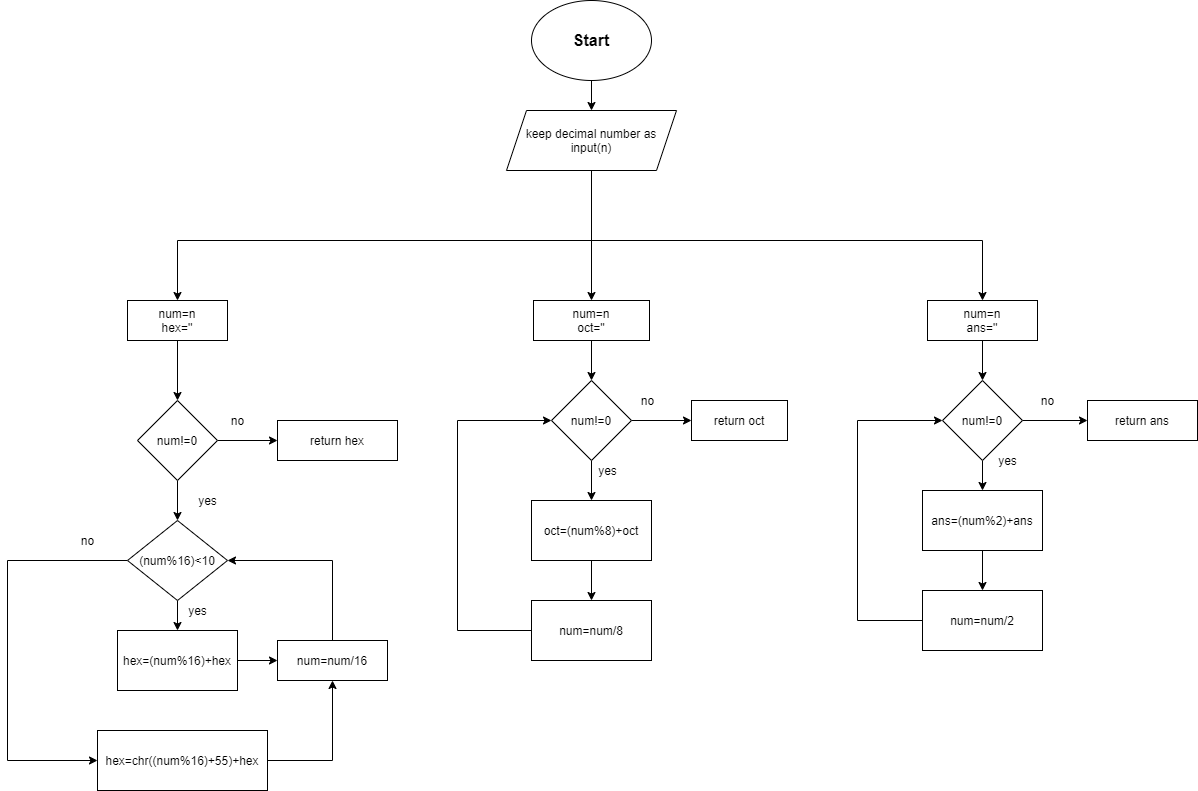 Start
keep decimal number as
input(n)
num=n
hex=''
num=n
oct=''
num=n
ans=''
num!=0
no
return hex
yes
num!=0
no
return oct
yes
num!=0
no
return ans
yes
(num%16)<10
no
yes
hex=(num%16)+hex
num=num/16
hex=chr((num%16)+55)+hex
oct=(num%8)+oct
num=num/8
ans=(num%2)+ans
num=num/2